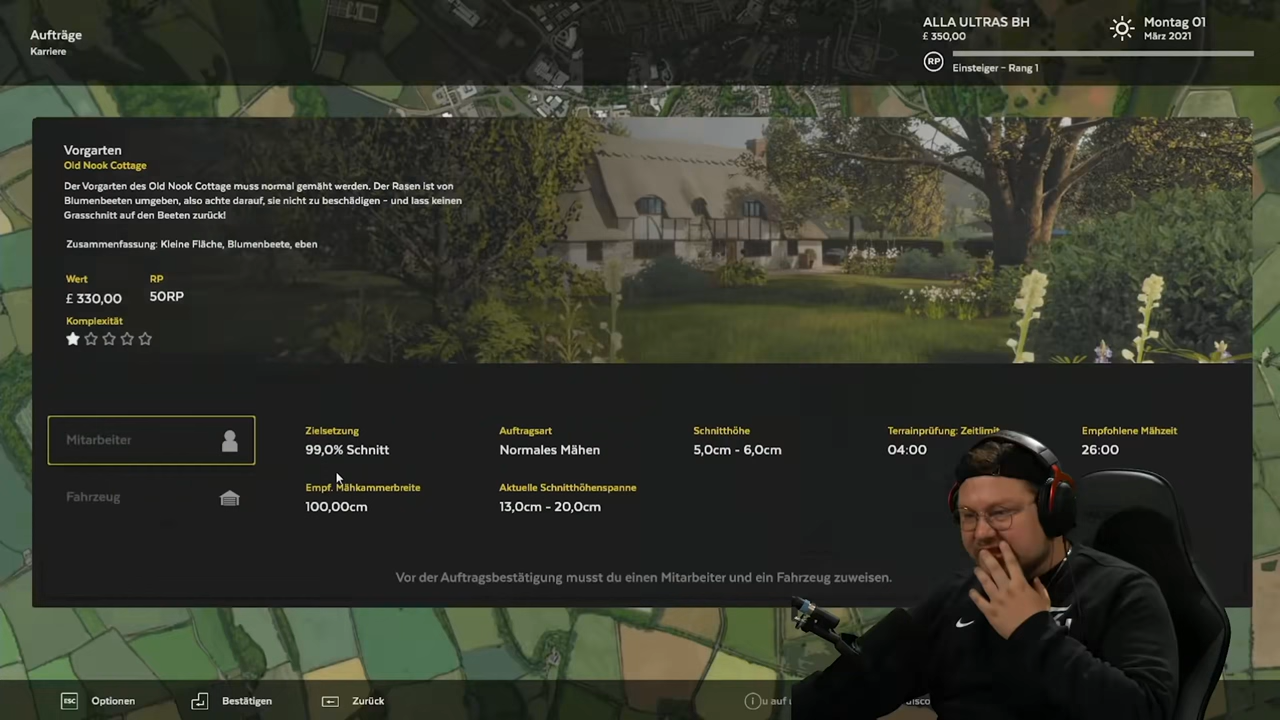 Aufträge
Karriere
ALLA ULTRAS BH
£ 350,00
Montag 01
März 2021
RP
Einsteiger - Rang 1
Vorgarten
Old Nook Cottage
Der Vorgarten des Old Nook Cottage muss normal gemäht werden. Der Rasen ist von
Blumenbeeten umgeben, also achte darauf, sie nicht zu beschädigen - und lass keinen
Grasschnitt auf den Beeten zurück!
Zusammenfassung: Kleine Fläche, Blumenbeete, eben
Wert
RP
£ 330,00
50RP
Komplexität
Mitarbeiter
Fahrzeug
Zielsetzung
Auftragsart
Schnitthöhe
Terrainprüfung: Zeitlimit
Empfohlene Mähzeit
99,0% Schnitt
Normales Mähen
5,0cm - 6,0cm
04:00
26:00
Empf. Mähkammerbreite
Aktuelle Schnitthöhenspanne
100,00cm
13,0cm - 20,0cm
Vor der Auftragsbestätigung musst du einen Mitarbeiter und ein Fahrzeug zuweisen.
ESC Optionen
Bestätigen
Zurück
u auf